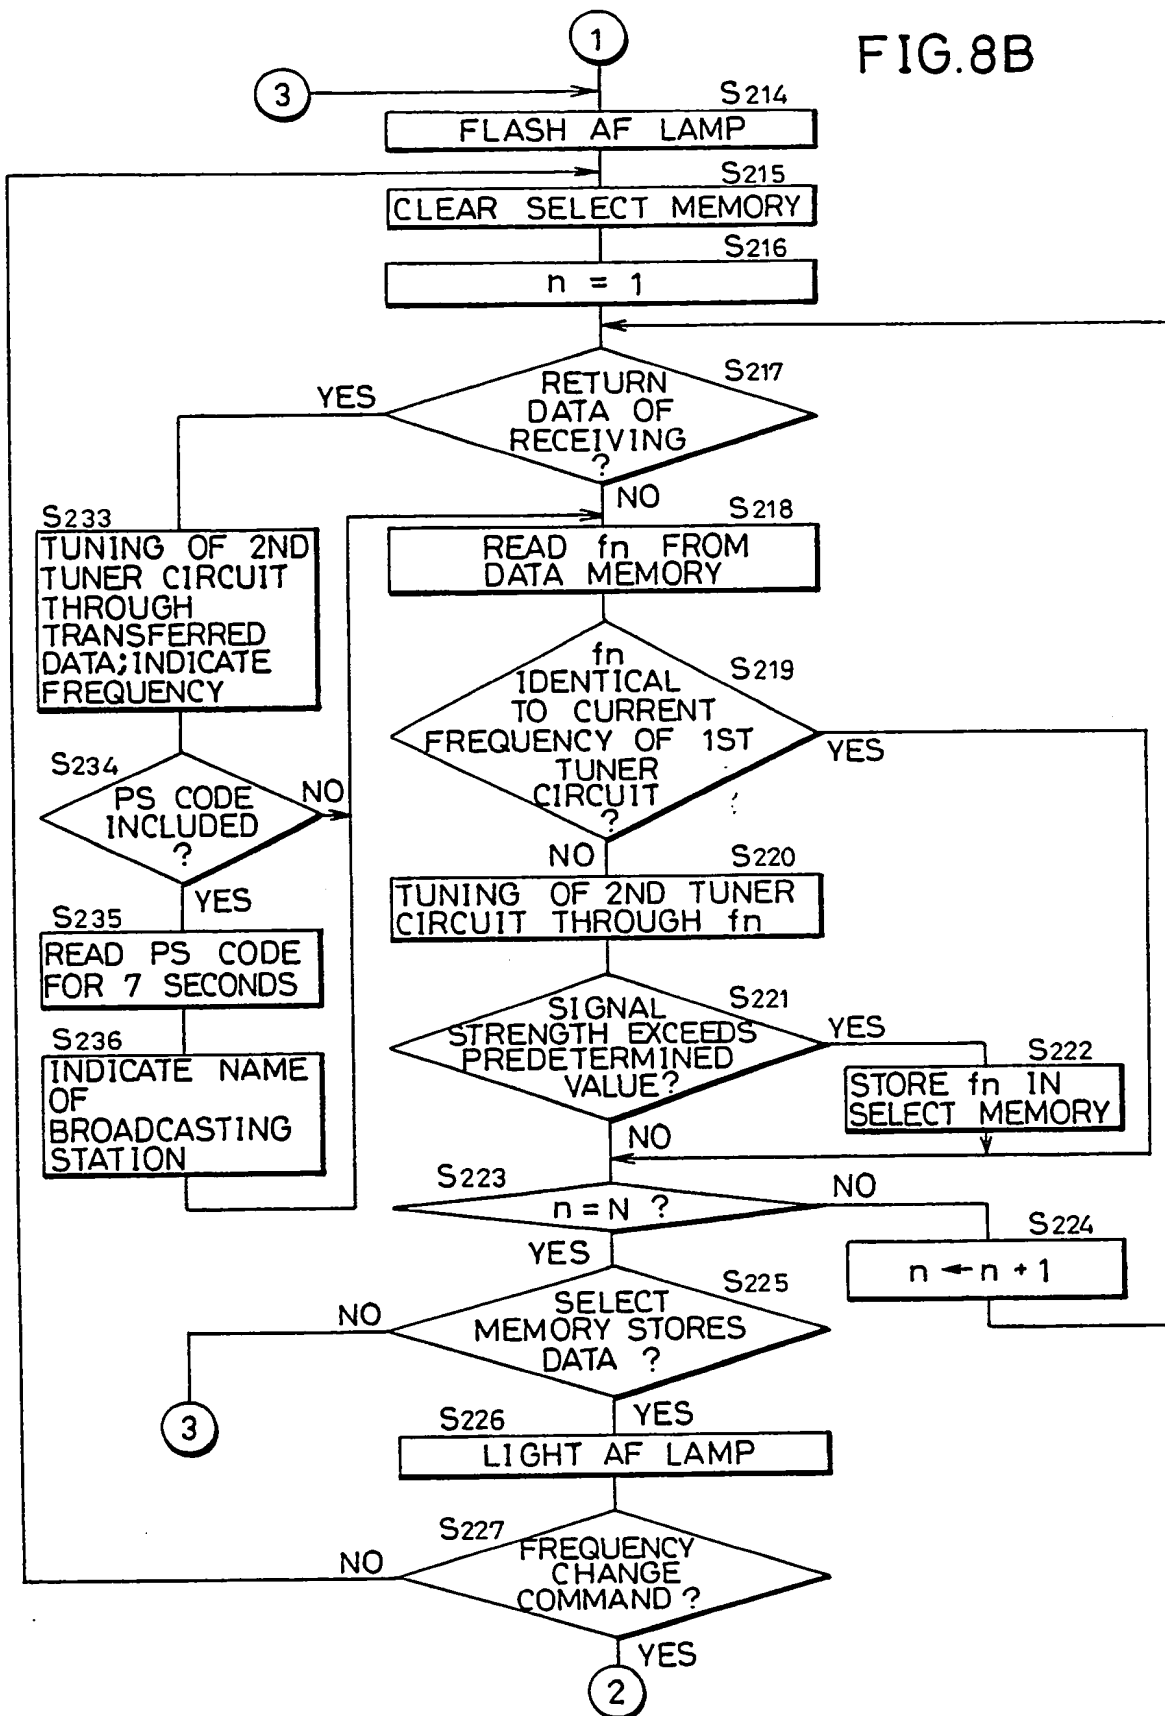 FIG.8B
1
3
S214
FLASH AF LAMP
S215
CLEAR SELECT MEMORY
S216
n = 1
S217
RETURN
DATA OF
RECEIVING
?
YES
NO
S233
TUNING OF 2ND
TUNER CIRCUIT
THROUGH
TRANSFERRED
DATA;INDICATE
FREQUENCY
S234
PS CODE
INCLUDED
?
NO
YES
S235
READ PS CODE
FOR 7 SECONDS
S236
INDICATE NAME
OF
BROADCASTING
STATION
S218
READ fn FROM
DATA MEMORY
S219
fn
IDENTICAL
TO CURRENT
FREQUENCY OF 1ST
TUNER
CIRCUIT
?
YES
NO
S220
TUNING OF 2ND TUNER
CIRCUIT THROUGH fn
S221
SIGNAL
STRENGTH EXCEEDS
PREDETERMINED
VALUE?
YES
S222
STORE fn IN
SELECT MEMORY
NO
S223
n = N ?
NO
S224
n ← n + 1
YES
S225
SELECT
MEMORY STORES
DATA ?
NO
3
YES
S226
LIGHT AF LAMP
S227
FREQUENCY
CHANGE
COMMAND ?
NO
YES
2